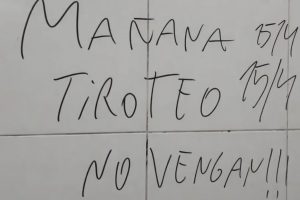 MAÑANA 15/4
TIROTEO 15/4
NO VENGAN!!!